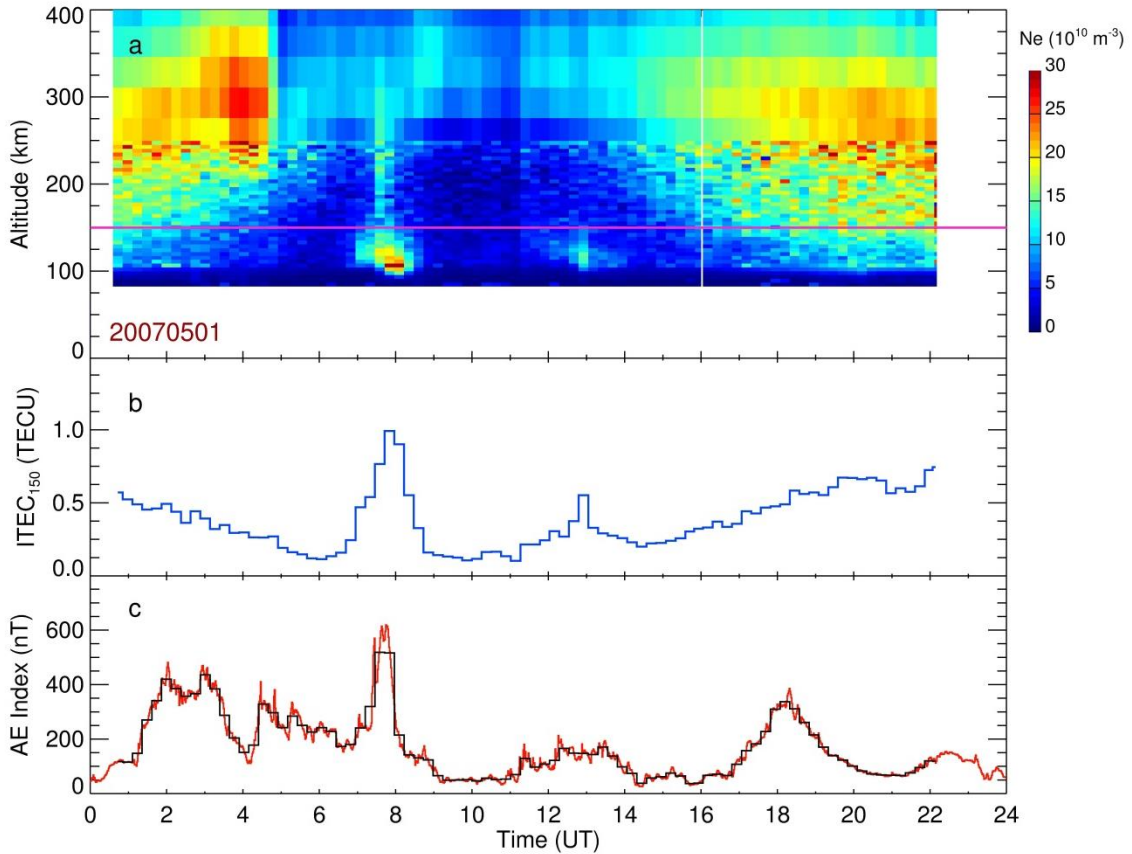 a
400
300
200
100
0
Altitude (km)
20070501
Ne (10¹⁰ m⁻³)
30
25
20
15
10
5
0
b
1.0
0.5
0.0
ITEC₁₅₀ (TECU)
c
600
400
200
0
AE Index (nT)
0 2 4 6 8 10 12 14 16 18 20 22 24
Time (UT)